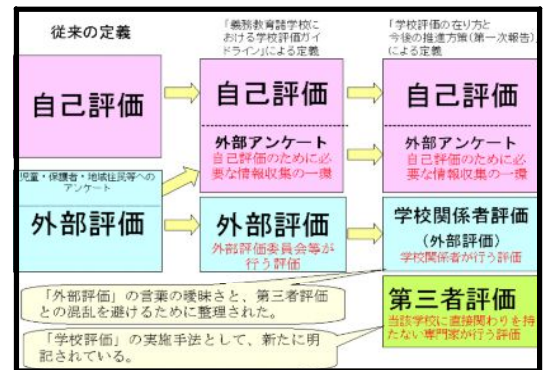 従来の定義
「義務教育諸学校に
おける学校評価ガイ
ドライン」による定義
「学校評価の在り方と
今後の推進方策(第一次報告)」
による定義
自己評価
自己評価
外部アンケート
自己評価のために必
要な情報収集の一環
自己評価
外部アンケート
自己評価のために必
要な情報収集の一環
児童・保護者・地域住民等への
アンケート
外部評価
外部評価
外部評価委員会等が
行う評価
学校関係者評価
(外部評価)
学校関係者が行う評価
「外部評価」の言葉の曖昧さと、第三者評価
との混乱を避けるために整理された。
第三者評価
当該学校に直接関わりを持
たない専門家が行う評価
「学校評価」の実施手法として、新たに明
記されている。